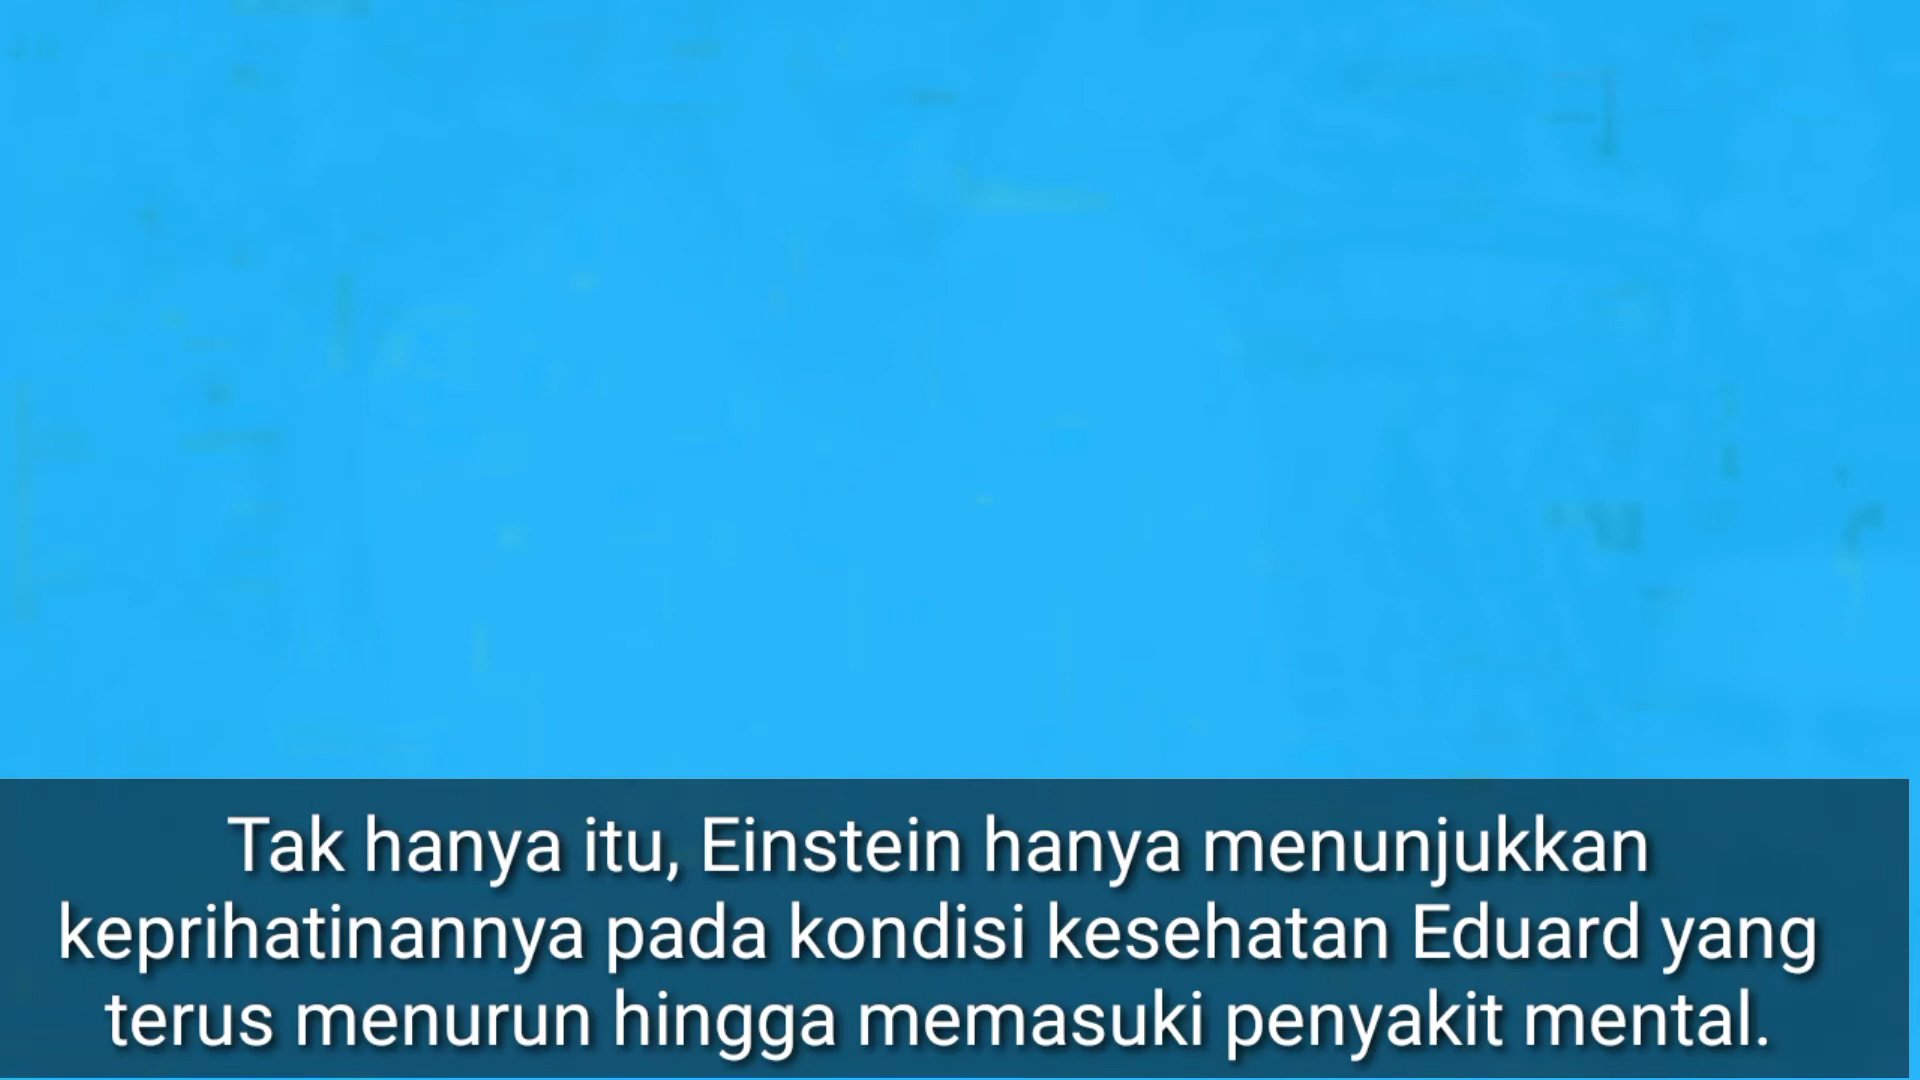 Tak hanya itu, Einstein hanya menunjukkan
keprihatinannya pada kondisi kesehatan Eduard yang
terus menurun hingga memasuki penyakit mental.